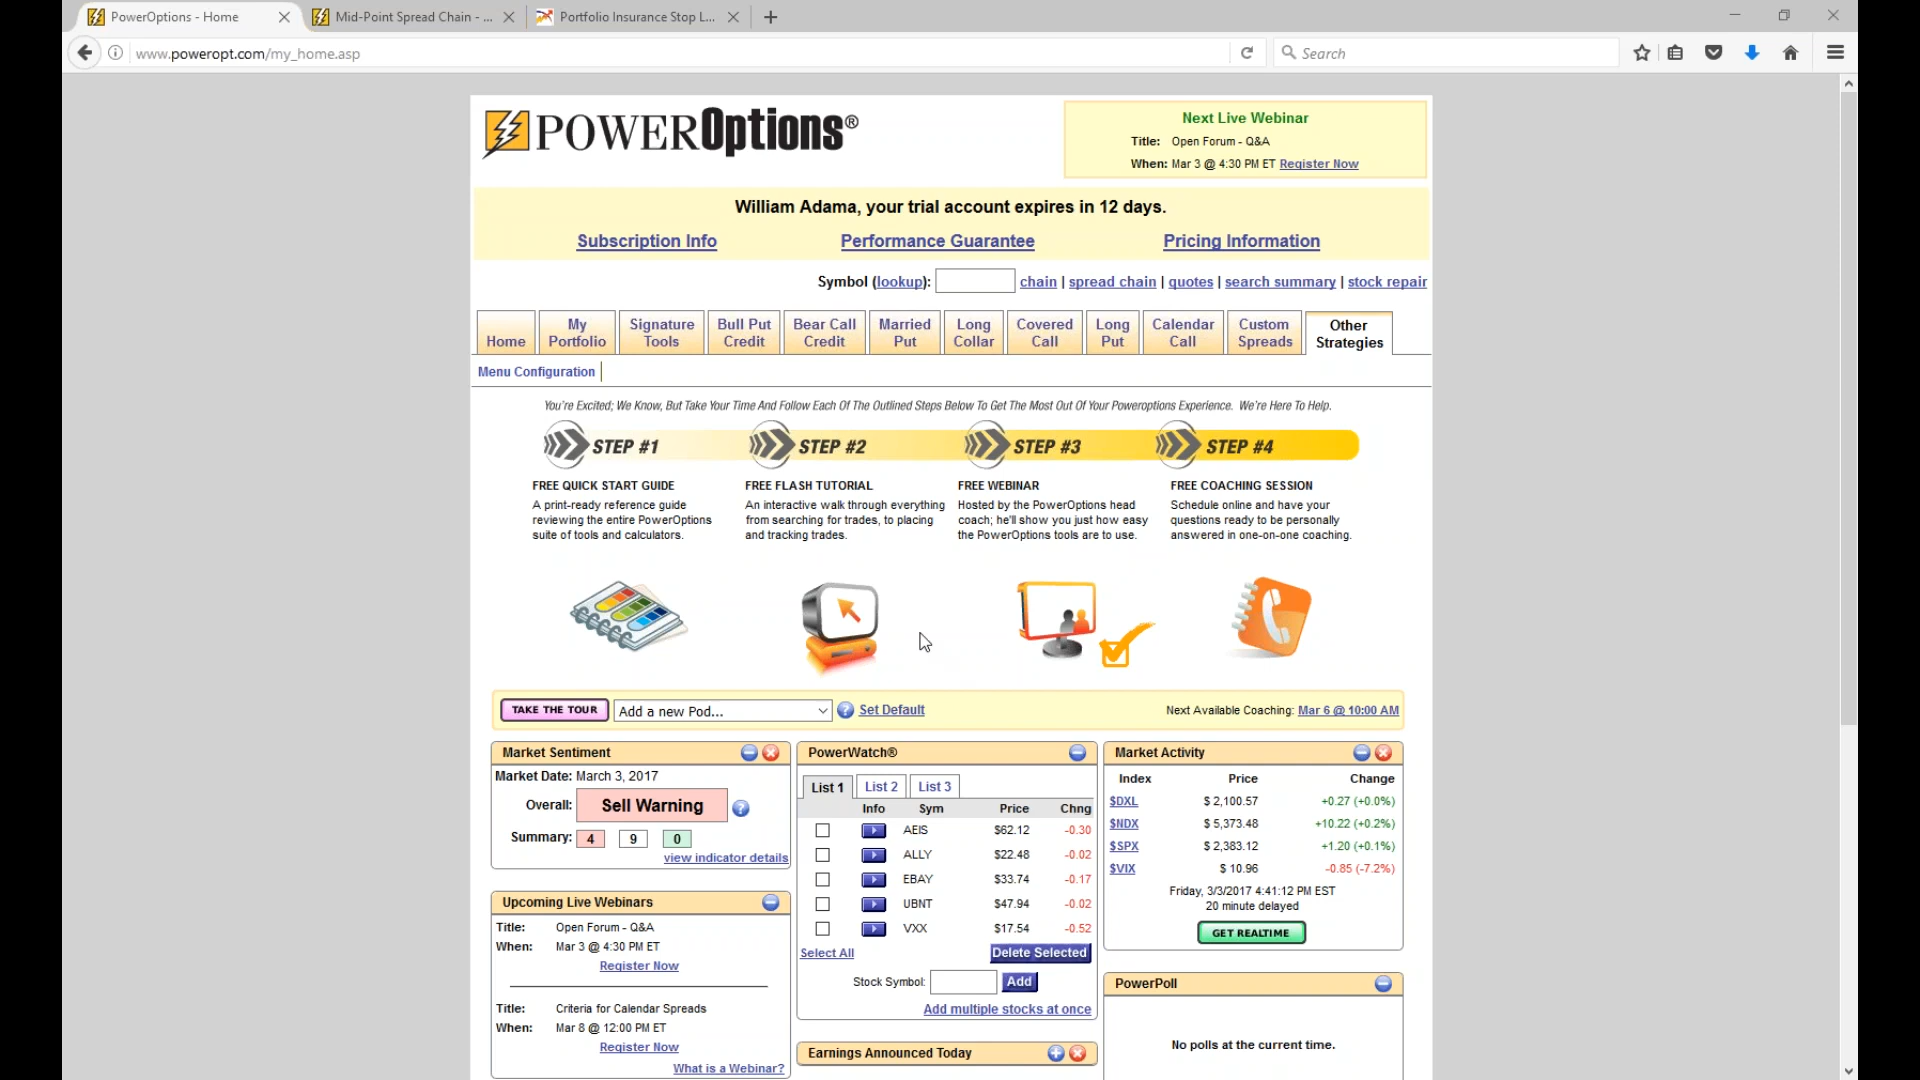 PowerOptions - Home
Mid-Point Spread Chain - ...
Portfolio Insurance Stop L...
www.poweropt.com/my_home.asp
Search
POWEROptions®
Next Live Webinar
Title: Open Forum - Q&A
When: Mar 3 @ 4:30 PM ET Register Now
William Adama, your trial account expires in 12 days.
Subscription Info
Performance Guarantee
Pricing Information
Symbol (lookup): chain | spread chain | quotes | search summary | stock repair
Home
My Portfolio
Signature Tools
Bull Put Credit
Bear Call Credit
Married Put
Long Collar
Covered Call
Long Put
Calendar Call
Custom Spreads
Other Strategies
Menu Configuration
You're Excited; We Know, But Take Your Time And Follow Each Of The Outlined Steps Below To Get The Most Out Of Your Poweroptions Experience. We're Here To Help.
STEP #1
STEP #2
STEP #3
STEP #4
FREE QUICK START GUIDE
A print-ready reference guide
reviewing the entire PowerOptions
suite of tools and calculators.
FREE FLASH TUTORIAL
An interactive walk through everything
from searching for trades, to placing
and tracking trades.
FREE WEBINAR
Hosted by the PowerOptions head
coach; he'll show you just how easy
the PowerOptions tools are to use.
FREE COACHING SESSION
Schedule online and have your
questions ready to be personally
answered in one-on-one coaching.
TAKE THE TOUR
Add a new Pod...
? Set Default
Next Available Coaching: Mar 6 @ 10:00 AM
Market Sentiment
Market Date: March 3, 2017
Overall: Sell Warning ?
Summary: 4 9 0
view indicator details
Upcoming Live Webinars
Title: Open Forum - Q&A
When: Mar 3 @ 4:30 PM ET
Register Now
Title: Criteria for Calendar Spreads
When: Mar 8 @ 12:00 PM ET
Register Now
What is a Webinar?
PowerWatch®
List 1 List 2 List 3
Info Sym Price Chng
AEIS $62.12 -0.30
ALLY $22.48 -0.02
EBAY $33.74 -0.17
UBNT $47.94 -0.02
VXX $17.54 -0.52
Select All Delete Selected
Stock Symbol: Add
Add multiple stocks at once
Earnings Announced Today
Market Activity
Index Price Change
$DXL $ 2,100.57 +0.27 (+0.0%)
$NDX $ 5,373.48 +10.22 (+0.2%)
$SPX $ 2,383.12 +1.20 (+0.1%)
$VIX $ 10.96 -0.85 (-7.2%)
Friday, 3/3/2017 4:41:12 PM EST
20 minute delayed
GET REALTIME
PowerPoll
No polls at the current time.